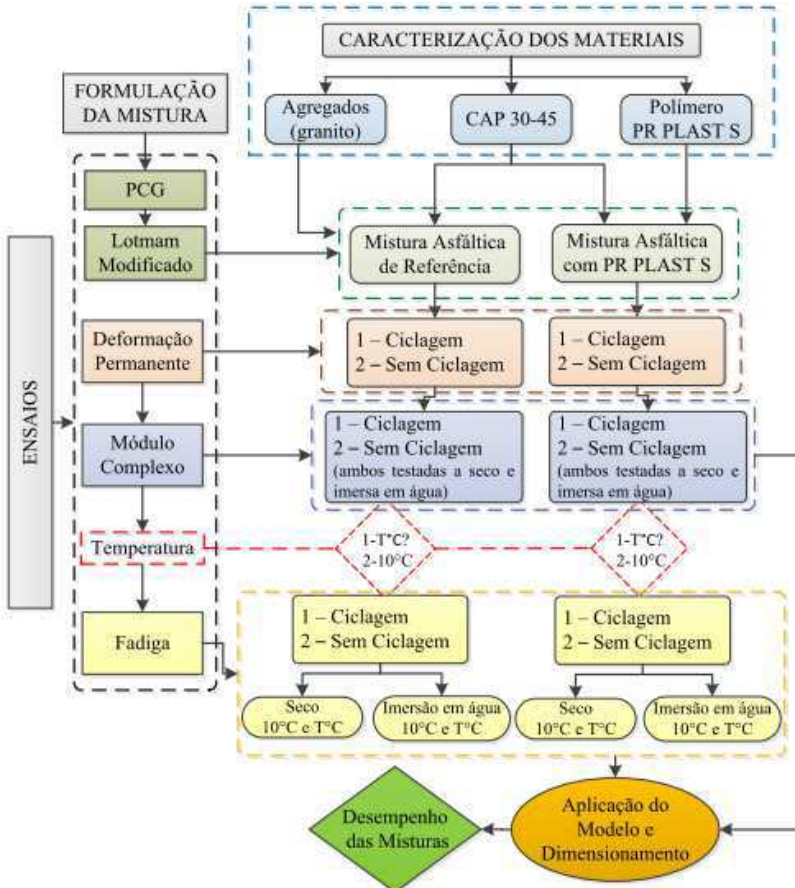 CARACTERIZAÇÃO DOS MATERIAIS
FORMULAÇÃO
DA MISTURA
Agregados
(granito)
CAP 30-45
Polímero
PR PLAST S
PCG
Lotmam
Modificado
Mistura Asfáltica
de Referência
Mistura Asfáltica
com PR PLAST S
ENSAIOS
Deformação
Permanente
1 – Ciclagem
2 – Sem Ciclagem
1 – Ciclagem
2 – Sem Ciclagem
Módulo
Complexo
1 – Ciclagem
2 – Sem Ciclagem
(ambos testadas a seco e
imersa em água)
1 – Ciclagem
2 – Sem Ciclagem
(ambos testadas a seco e
imersa em água)
Temperatura
1-T°C?
2-10°C
1-T°C?
2-10°C
Fadiga
1 – Ciclagem
2 – Sem Ciclagem
1 – Ciclagem
2 – Sem Ciclagem
Seco
10°C e T°C
Imersão em água
10°C e T°C
Seco
10°C e T°C
Imersão em água
10°C e T°C
Desempenho
das Misturas
Aplicação do
Modelo e
Dimensionamento